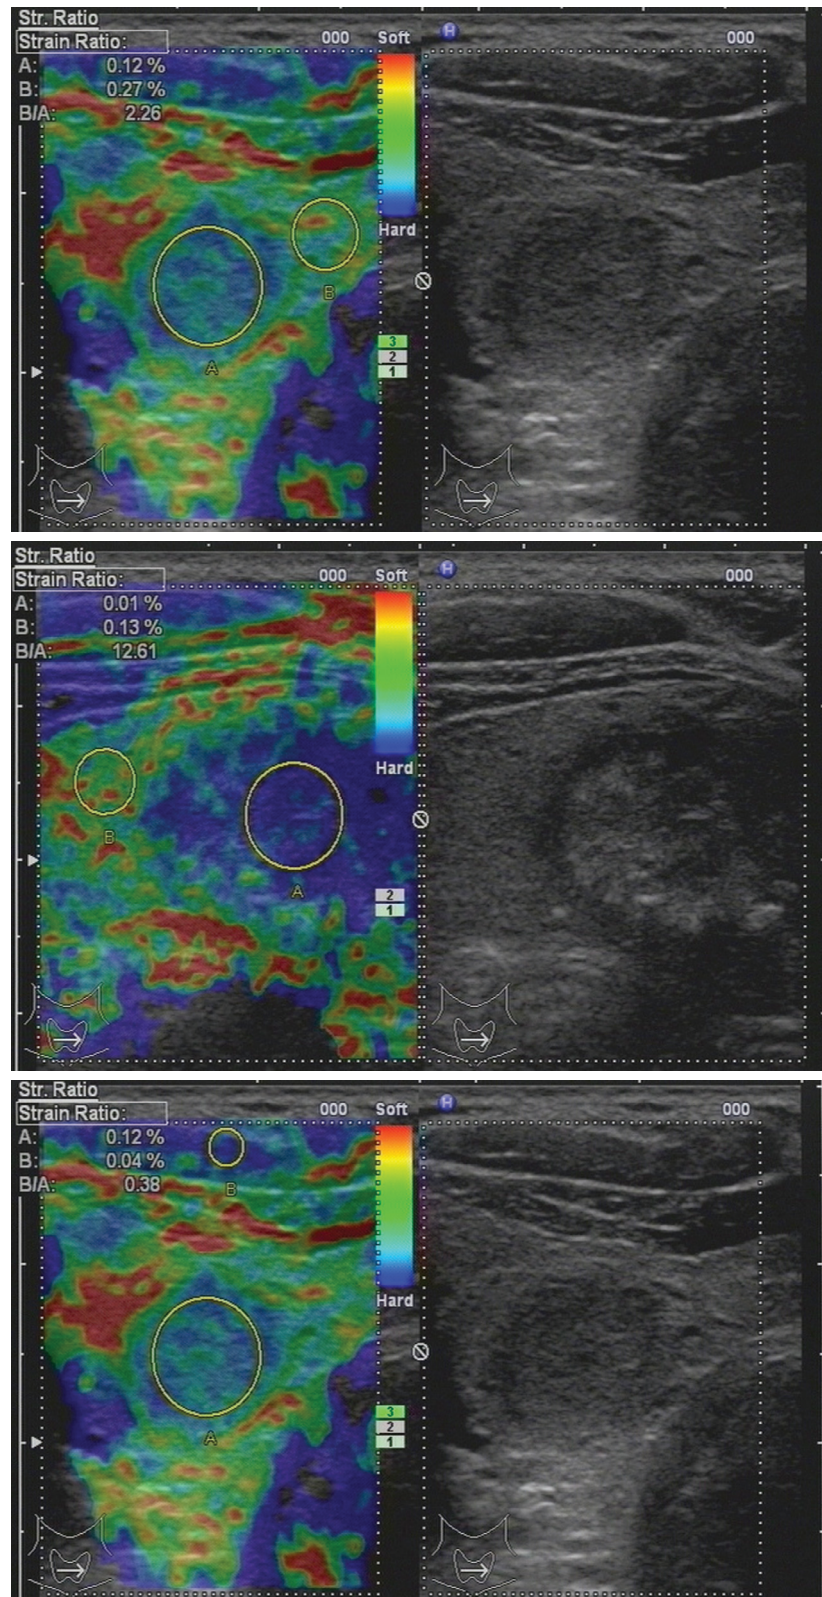 Str. Ratio
Strain Ratio: 000 Soft H 000
A: 0.12 %
B: 0.27 %
B/A: 2.26
Hard
B
3
A 2
1
Str. Ratio
Strain Ratio: 000 Soft H 000
A: 0.01 %
B: 0.13 %
B/A: 12.61
Hard
B
A 2
1
Str. Ratio
Strain Ratio: 000 Soft H 000
A: 0.12 %
B: 0.04 %
B/A: 0.38
B
Hard
3
A 2
1